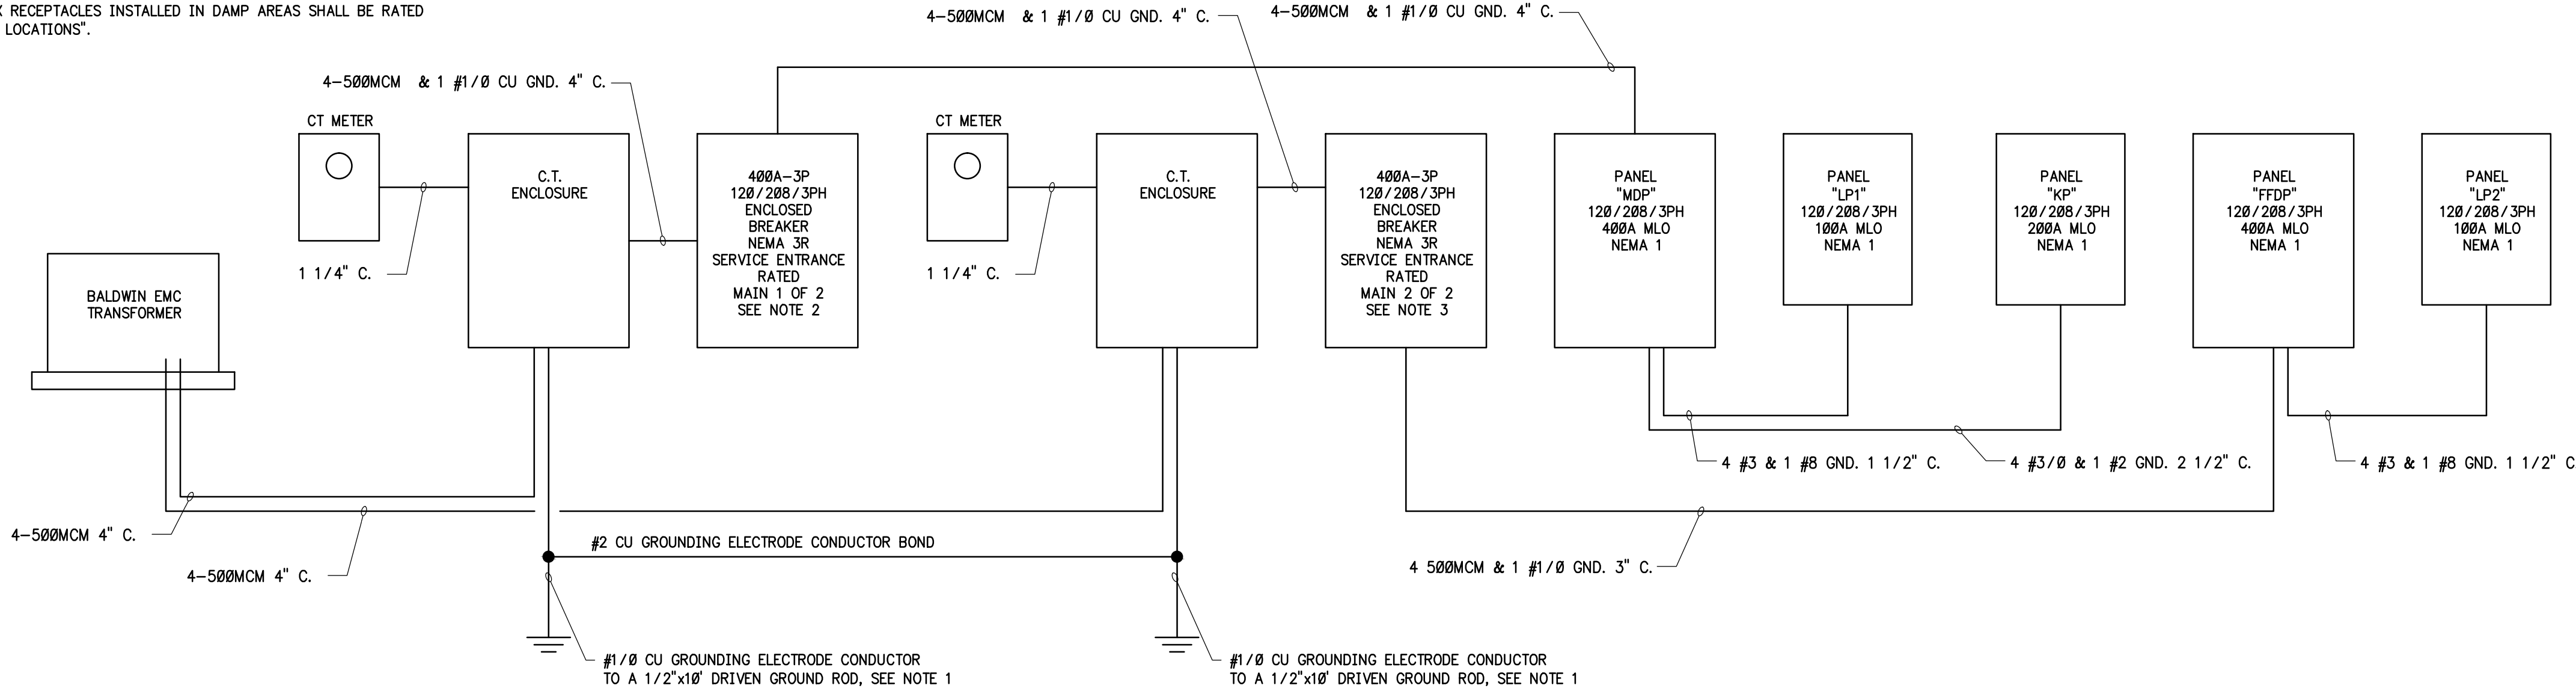 X RECEPTACLES INSTALLED IN DAMP AREAS SHALL BE RATED
LOCATIONS".
4-500MCM & 1 #1/0 CU GND. 4" C.
4-500MCM & 1 #1/0 CU GND. 4" C.
4-500MCM & 1 #1/0 CU GND. 4" C.
CT METER
1 1/4" C.
C.T.
ENCLOSURE
400A-3P
120/208/3PH
ENCLOSED
BREAKER
NEMA 3R
SERVICE ENTRANCE
RATED
MAIN 1 OF 2
SEE NOTE 2
CT METER
1 1/4" C.
C.T.
ENCLOSURE
400A-3P
120/208/3PH
ENCLOSED
BREAKER
NEMA 3R
SERVICE ENTRANCE
RATED
MAIN 2 OF 2
SEE NOTE 3
PANEL
"MDP"
120/208/3PH
400A MLO
NEMA 1
PANEL
"LP1"
120/208/3PH
100A MLO
NEMA 1
PANEL
"KP"
120/208/3PH
200A MLO
NEMA 1
PANEL
"FFDP"
120/208/3PH
400A MLO
NEMA 1
PANEL
"LP2"
120/208/3PH
100A MLO
NEMA 1
BALDWIN EMC
TRANSFORMER
4 #3 & 1 #8 GND. 1 1/2" C.
4 #3/0 & 1 #2 GND. 2 1/2" C.
4 #3 & 1 #8 GND. 1 1/2" C
4-500MCM 4" C.
4-500MCM 4" C.
#2 CU GROUNDING ELECTRODE CONDUCTOR BOND
4 500MCM & 1 #1/0 GND. 3" C.
#1/0 CU GROUNDING ELECTRODE CONDUCTOR
TO A 1/2"x10' DRIVEN GROUND ROD, SEE NOTE 1
#1/0 CU GROUNDING ELECTRODE CONDUCTOR
TO A 1/2"x10' DRIVEN GROUND ROD, SEE NOTE 1